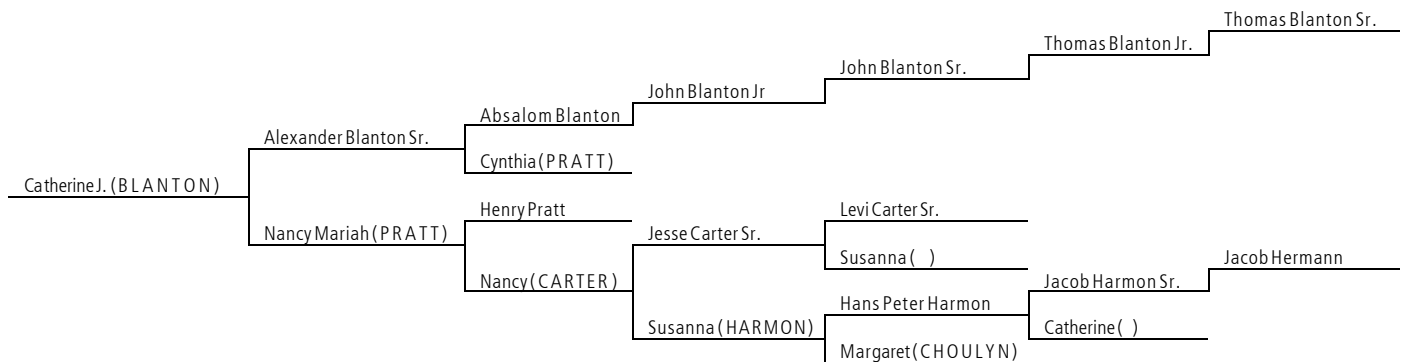 Thomas Blanton Sr.
Thomas Blanton Jr.
John Blanton Sr.
John Blanton Jr
Absalom Blanton
Alexander Blanton Sr.
Cynthia (PRATT)
Catherine J. (BLANTON)
Henry Pratt
Levi Carter Sr.
Nancy Mariah (PRATT)
Jesse Carter Sr.
Susanna ( )
Jacob Hermann
Nancy (CARTER)
Jacob Harmon Sr.
Hans Peter Harmon
Susanna (HARMON)
Catherine ( )
Margaret (CHOULYN)